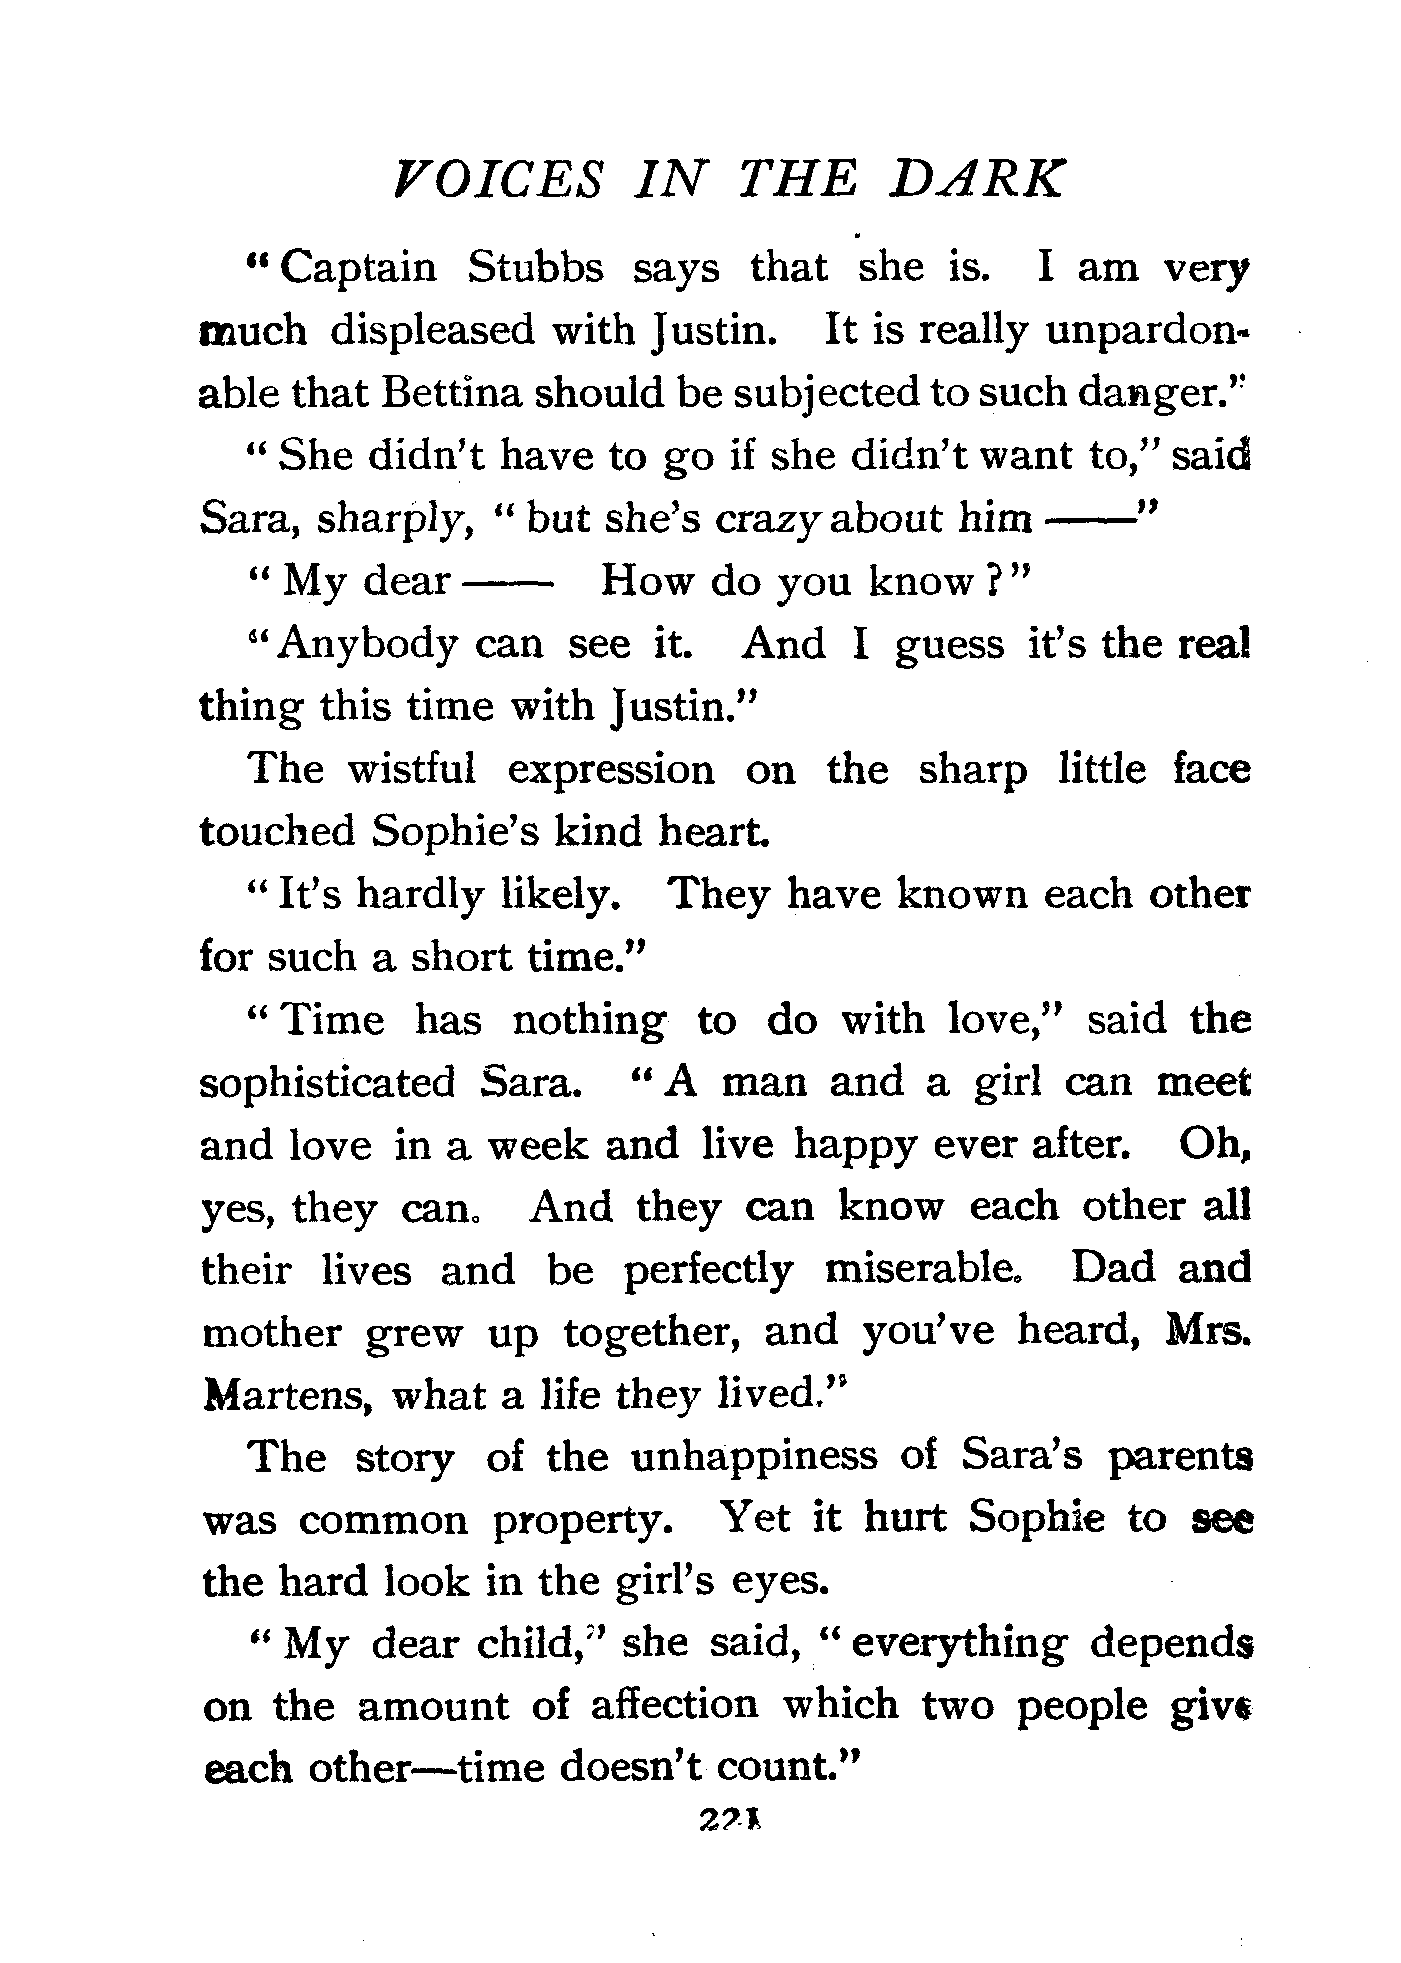 VOICES IN THE DARK
" Captain Stubbs says that she is. I am very
much displeased with Justin. It is really unpardon-
able that Bettina should be subjected to such danger."
" She didn't have to go if she didn't want to," said
Sara, sharply, " but she's crazy about him ——"
" My dear —— How do you know ?"
" Anybody can see it. And I guess it's the real
thing this time with Justin."
The wistful expression on the sharp little face
touched Sophie's kind heart.
" It's hardly likely. They have known each other
for such a short time."
" Time has nothing to do with love," said the
sophisticated Sara. " A man and a girl can meet
and love in a week and live happy ever after. Oh,
yes, they can. And they can know each other all
their lives and be perfectly miserable. Dad and
mother grew up together, and you've heard, Mrs.
Martens, what a life they lived."
The story of the unhappiness of Sara's parents
was common property. Yet it hurt Sophie to see
the hard look in the girl's eyes.
" My dear child," she said, " everything depends
on the amount of affection which two people give
each other—time doesn't count."
221